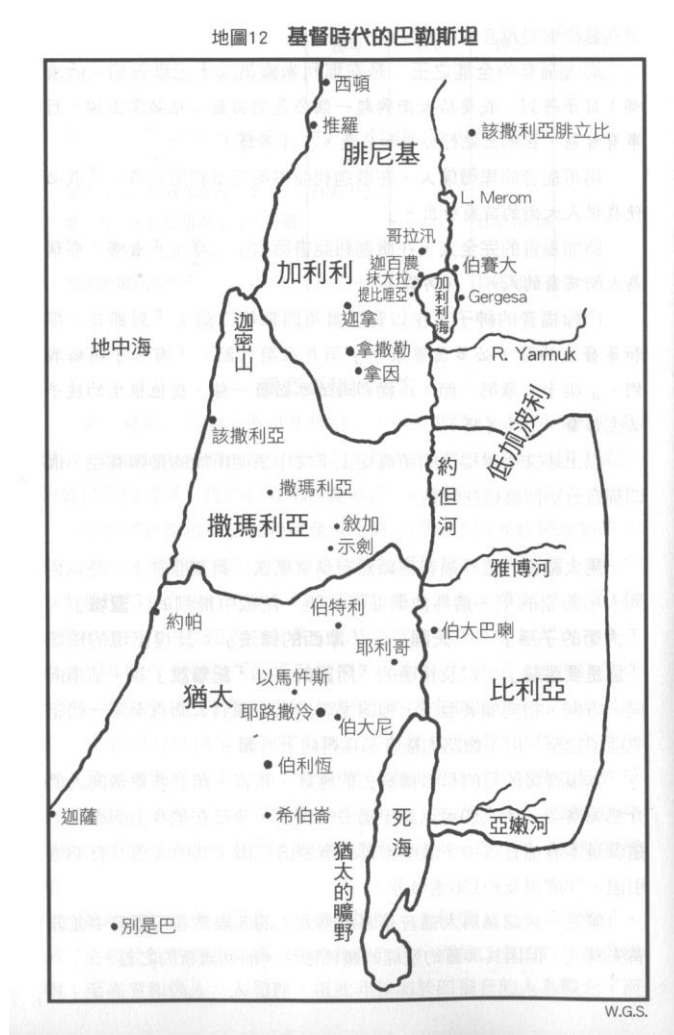 地圖12 基督時代的巴勒斯坦
西頓
推羅
腓尼基
該撒利亞腓立比
L. Merom
哥拉汛
加利利
迦百農
抹大拉
提比哩亞
加利利海
伯賽大
Gergesa
地中海
迦密山
迦拿
拿撒勒
拿因
R. Yarmuk
低加波利
該撒利亞
撒瑪利亞
約但河
撒瑪利亞
敘加
示劍
雅博河
約帕
伯特利
伯大巴喇
耶利哥
以馬忤斯
猶太
比利亞
耶路撒冷
伯大尼
伯利恆
迦薩
希伯崙
死海
亞嫩河
猶太的曠野
別是巴
W.G.S.